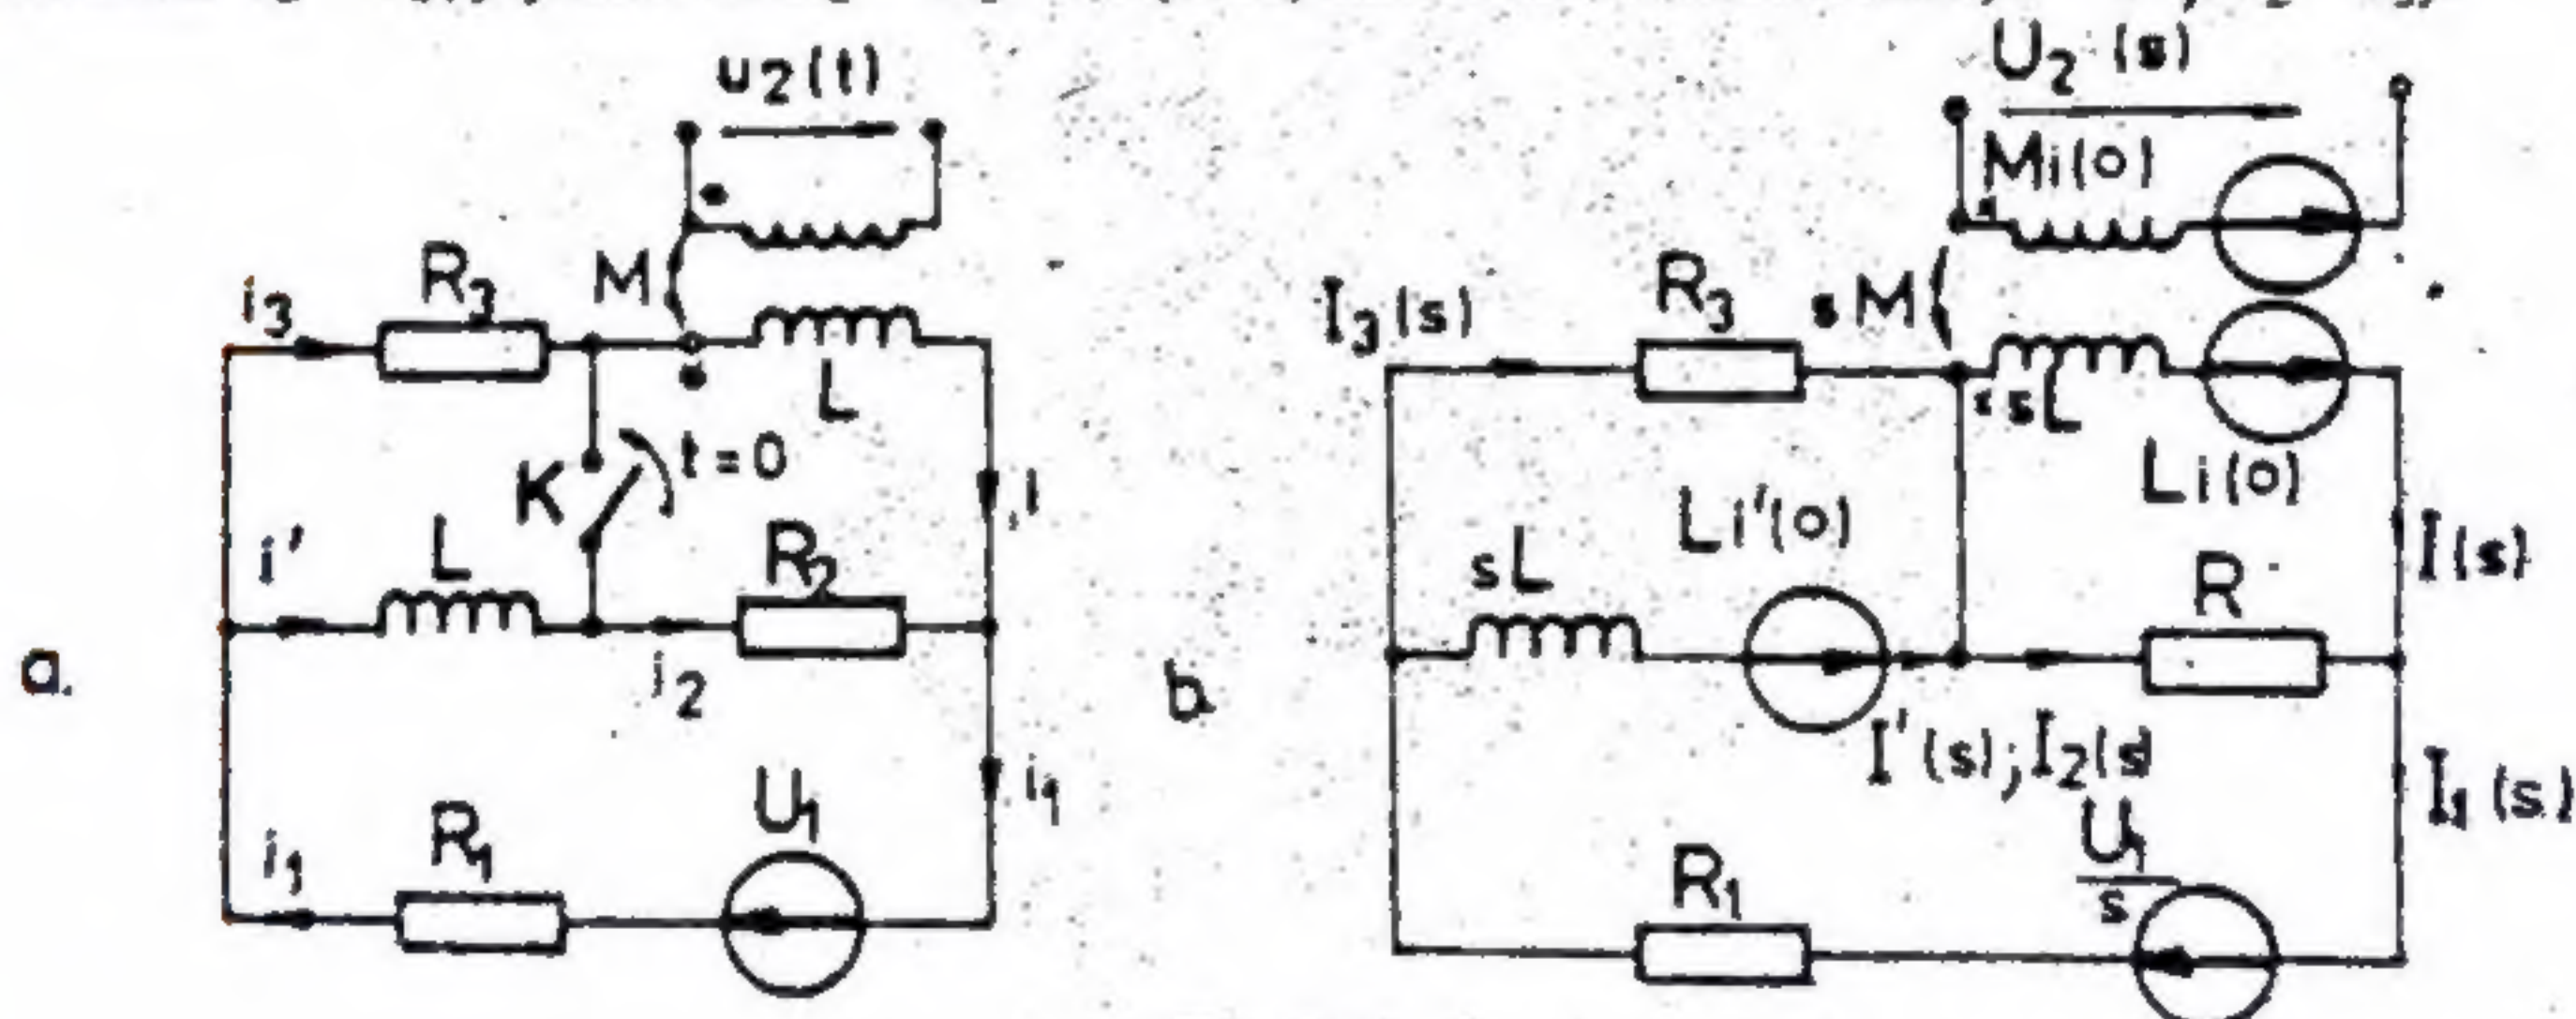 u2(t)
i3
R3
M
L
K
t=0
i'
L
R2
i
i2
a.
i1
R1
U1
i1
U2(s)
Mi(0)
I3(s)
R3
sM
sL
Li(0)
Li'(0)
sL
R
I(s)
b
I'(s);I2(s)
I1(s)
R1
U1
s